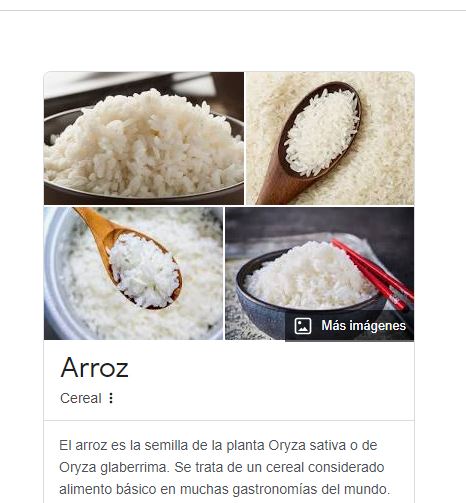 Más imágenes
Arroz
Cereal
El arroz es la semilla de la planta Oryza sativa o de
Oryza glaberrima. Se trata de un cereal considerado
alimento básico en muchas gastronomías del mundo.